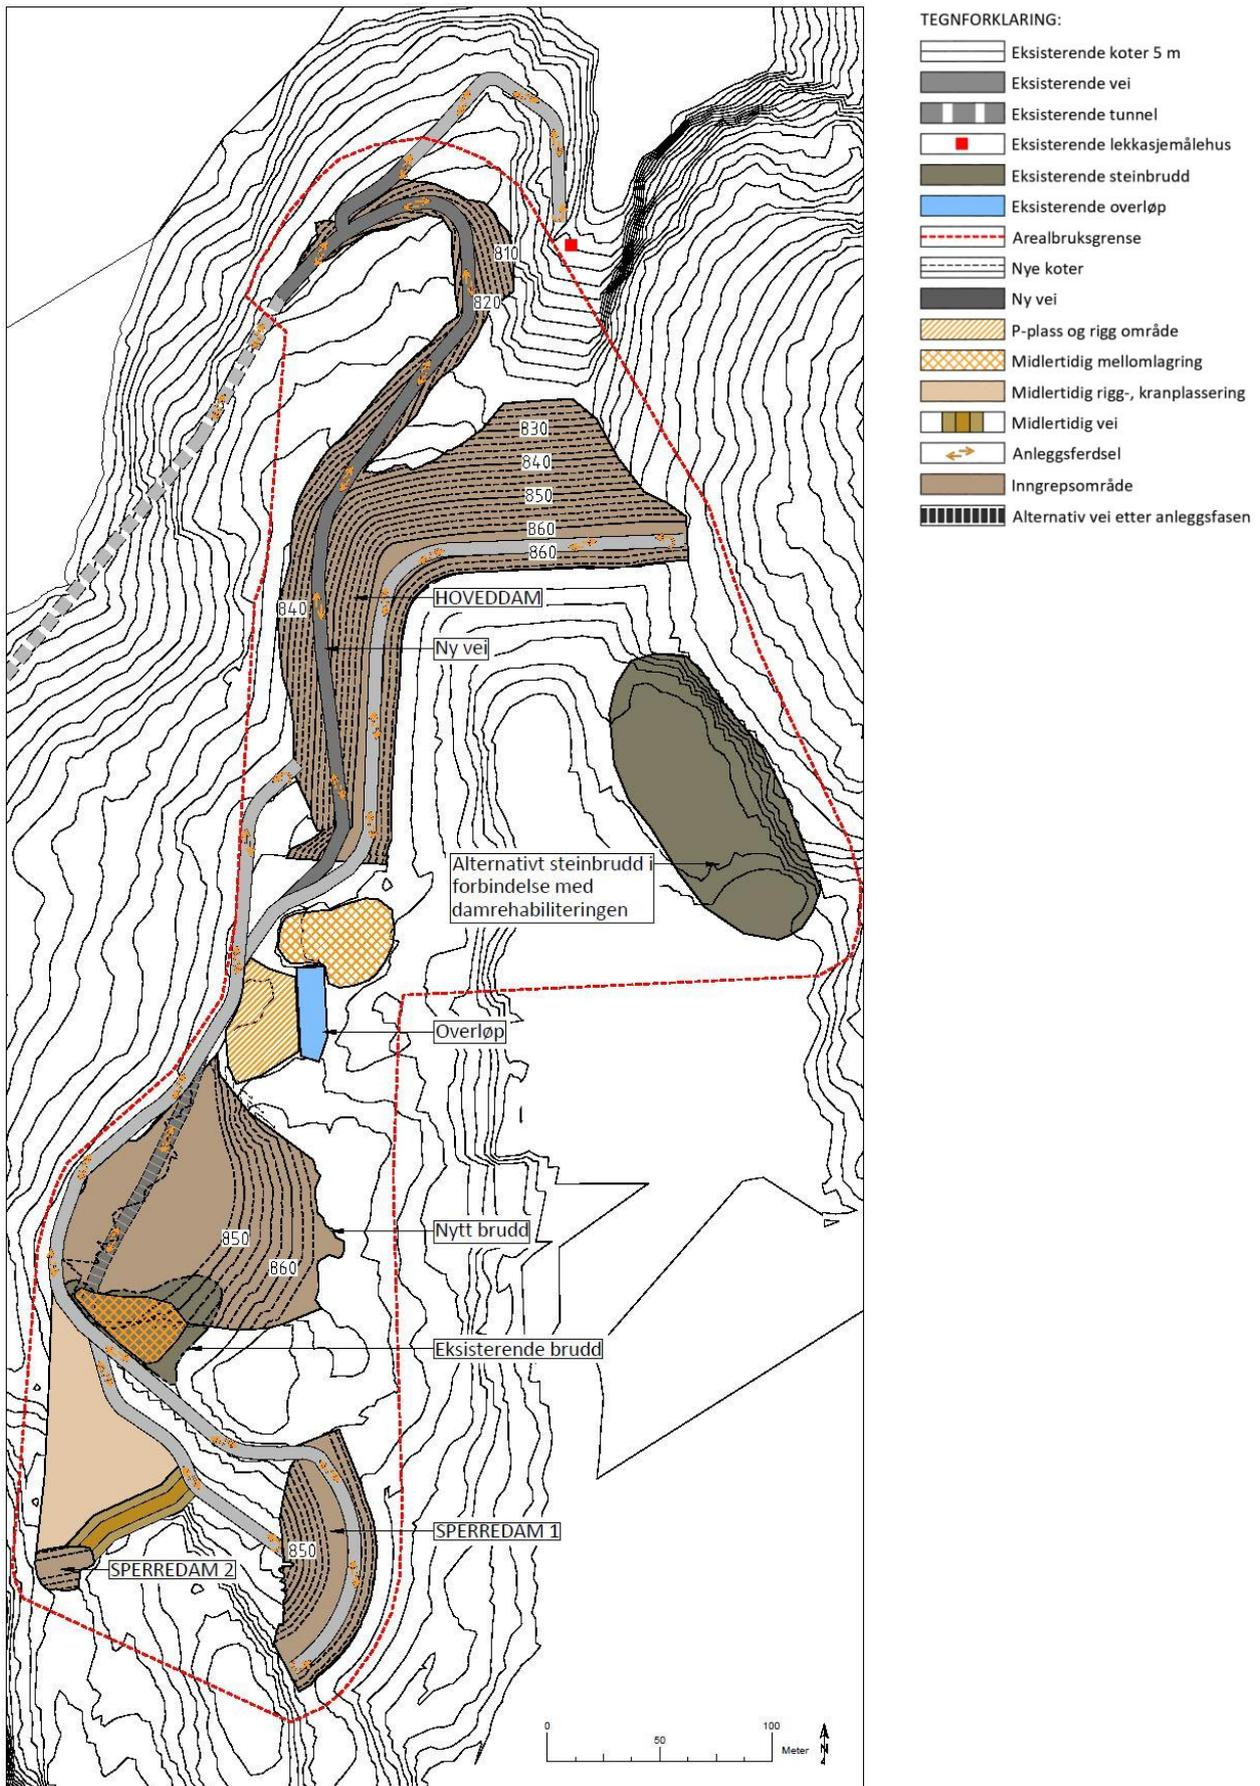 TEGNFORKLARING:
Eksisterende koter 5 m
Eksisterende vei
Eksisterende tunnel
Eksisterende lekkasjemålehus
Eksisterende steinbrudd
Eksisterende overløp
Arealbruksgrense
Nye koter
Ny vei
P-plass og rigg område
Midlertidig mellomlagring
Midlertidig rigg-, kranplassering
Midlertidig vei
Anleggsferdsel
Inngrepsområde
Alternativ vei etter anleggsfasen
810
820
830
840
850
860
860
HOVEDDAM
840
Ny vei
Alternativt steinbrudd i
forbindelse med
damrehabiliteringen
Overløp
Nytt brudd
850
860
Eksisterende brudd
SPERREDAM 1
850
SPERREDAM 2
0
100
50
Meter
N